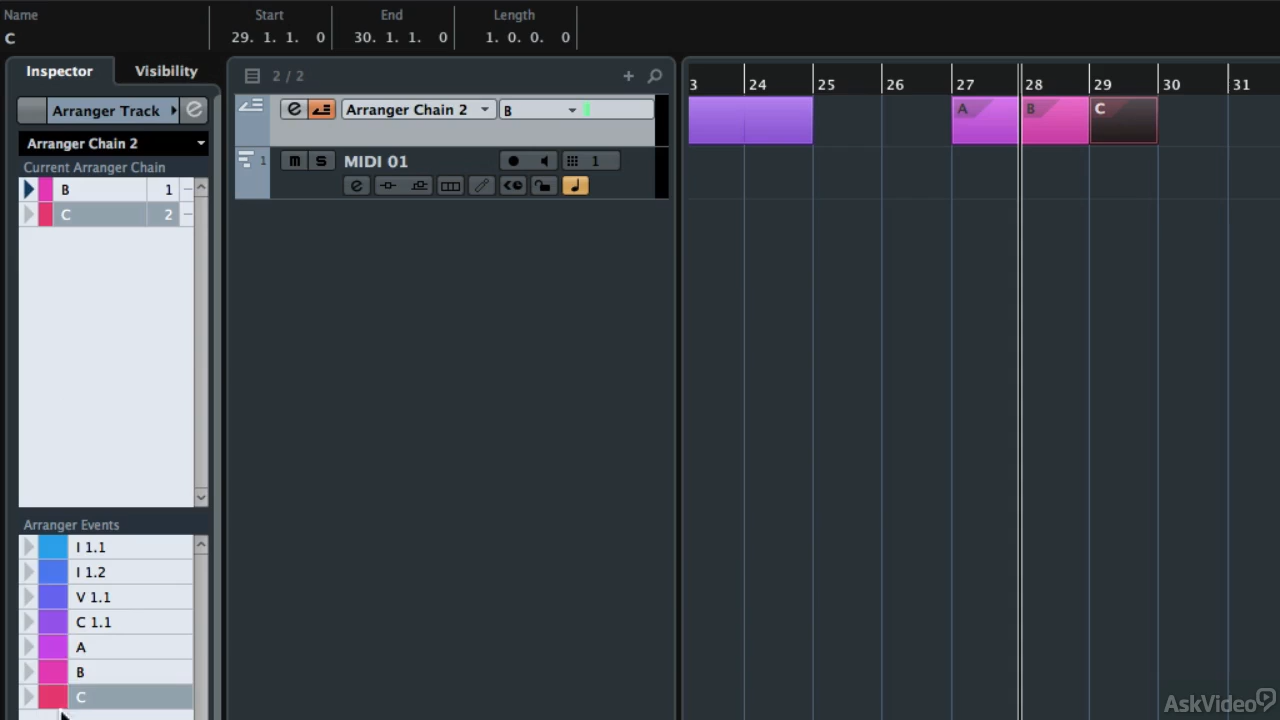 Name Start End Length
C 29. 1. 1. 0 30. 1. 1. 0 1. 0. 0. 0
Inspector Visibility
2 / 2
3 24 25 26 27 28 29 30 31
Arranger Track e
e Arranger Chain 2 B
A B C
Arranger Chain 2
Current Arranger Chain
1 M S MIDI 01 1
e
B 1
C 2
Arranger Events
I 1.1
I 1.2
V 1.1
C 1.1
A
B
C
AskVideo